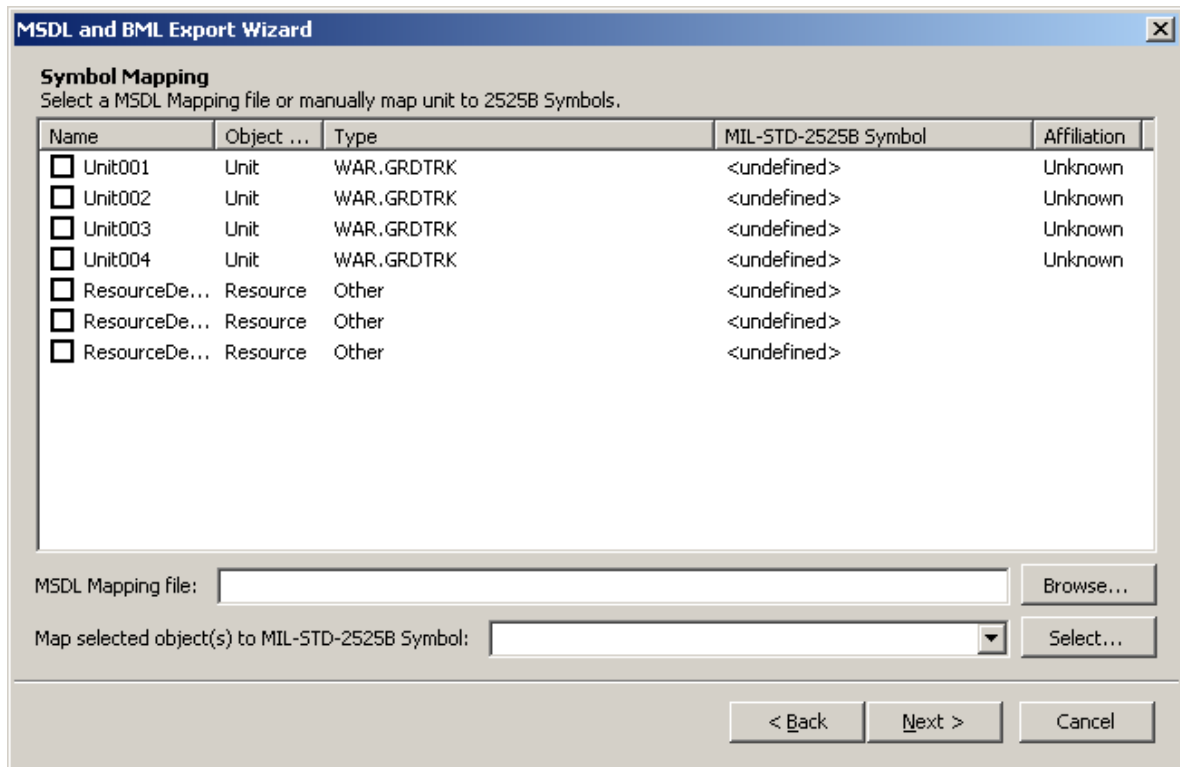 MSDL and BML Export Wizard
Symbol Mapping
Select a MSDL Mapping file or manually map unit to 2525B Symbols.
Name Object ... Type MIL-STD-2525B Symbol Affiliation
Unit001 Unit WAR.GRDTRK <undefined> Unknown
Unit002 Unit WAR.GRDTRK <undefined> Unknown
Unit003 Unit WAR.GRDTRK <undefined> Unknown
Unit004 Unit WAR.GRDTRK <undefined> Unknown
ResourceDe... Resource Other <undefined>
ResourceDe... Resource Other <undefined>
ResourceDe... Resource Other <undefined>
MSDL Mapping file: Browse...
Map selected object(s) to MIL-STD-2525B Symbol: Select...
< Back Next > Cancel